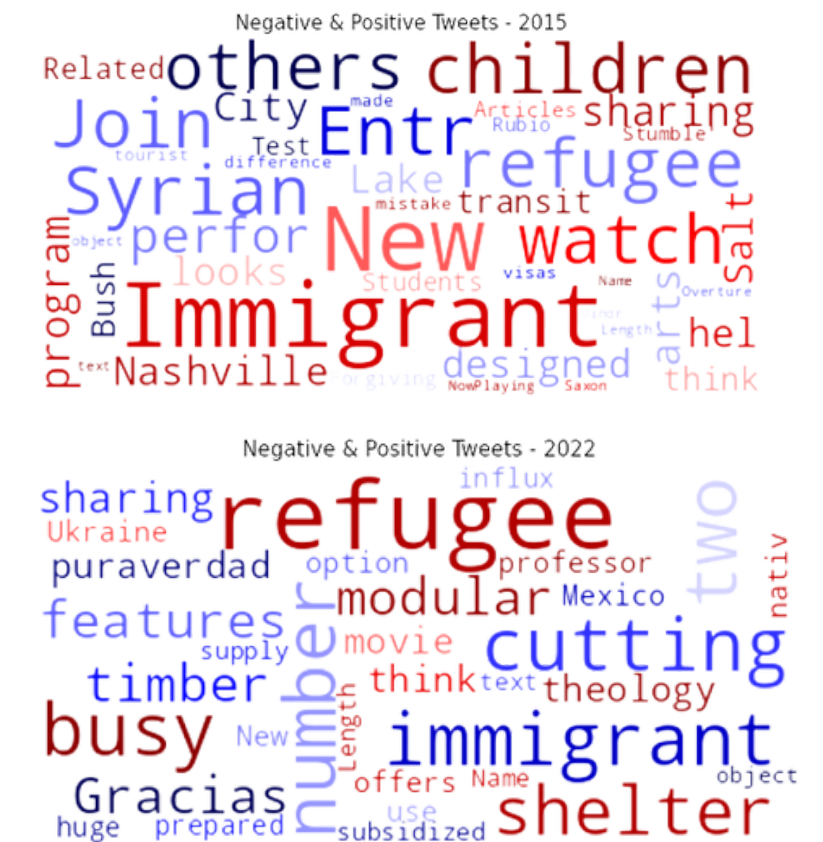 Negative & Positive Tweets - 2015
Related others children
Join City made Entr Articles sharing
Rubio Stumble
Test
tourist difference refugee
Syrian Lake
mistake transit
program object perfor New watch Salt
looks Students visas Name arts Overture
Bush Immigrant
Length hel
text Nashville Forgiving designed think
NowPlaying Saxon
Negative & Positive Tweets - 2022
sharing refugee influx two
Ukraine
puraverdad option professor nativ
features number modular Mexico
supply movie cutting
timber think text theology
busy New Length immigrant
Gracias offers Name object
huge prepared use shelter
subsidized